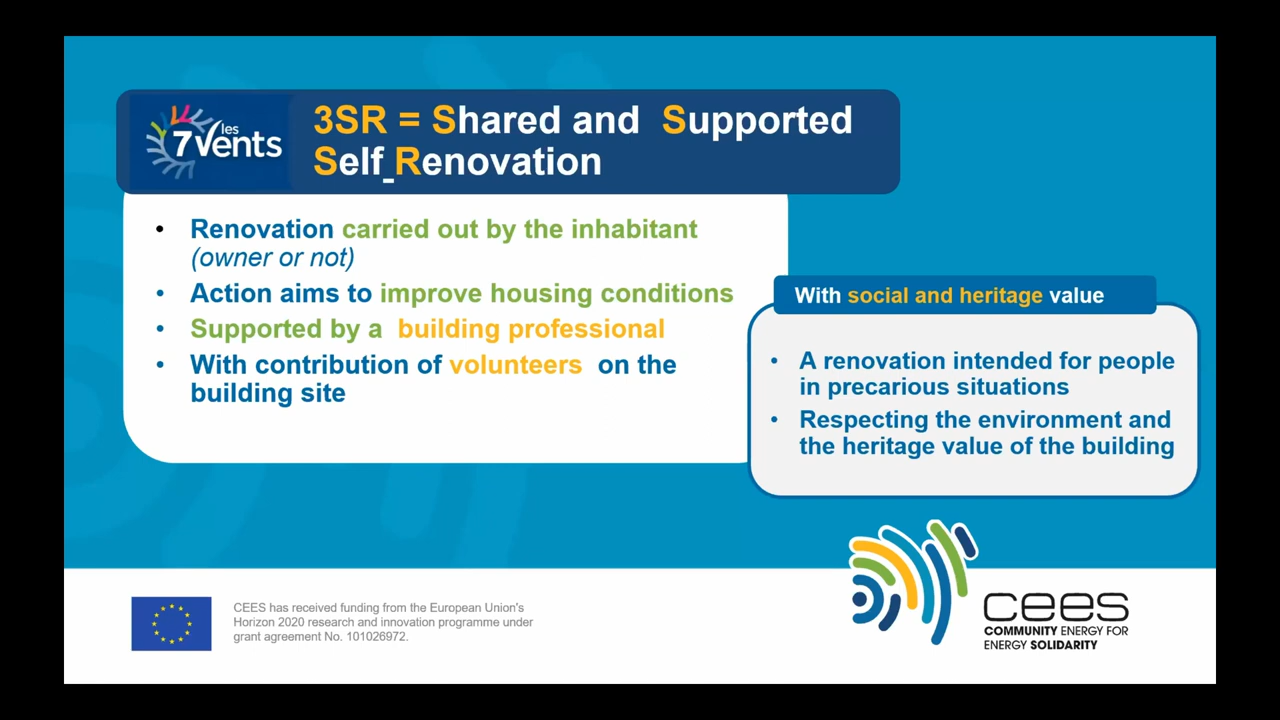 les
7Vents
3SR = Shared and Supported
Self_Renovation
• Renovation carried out by the inhabitant
(owner or not)
• Action aims to improve housing conditions
• Supported by a building professional
• With contribution of volunteers on the
building site
With social and heritage value
• A renovation intended for people
in precarious situations
• Respecting the environment and
the heritage value of the building
CEES has received funding from the European Union's
Horizon 2020 research and innovation programme under
grant agreement No. 101026972.
cees
COMMUNITY ENERGY FOR
ENERGY SOLIDARITY